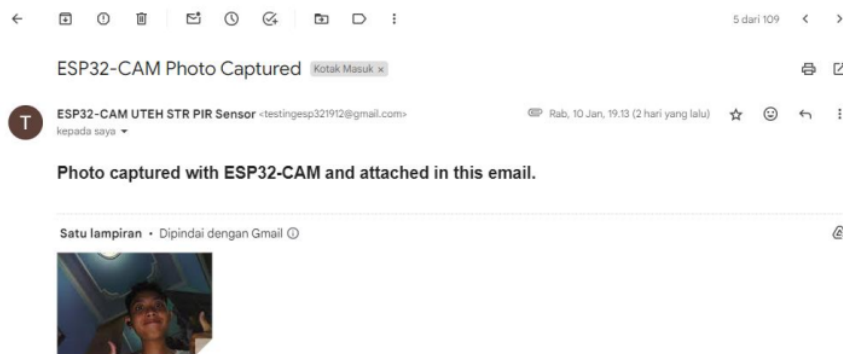 5 dari 109
ESP32-CAM Photo Captured Kotak Masuk ×
ESP32-CAM UTEH STR PIR Sensor <testingesp321912@gmail.com> Rab, 10 Jan, 19.13 (2 hari yang lalu)
T
kepada saya
Photo captured with ESP32-CAM and attached in this email.
Satu lampiran • Dipindai dengan Gmail